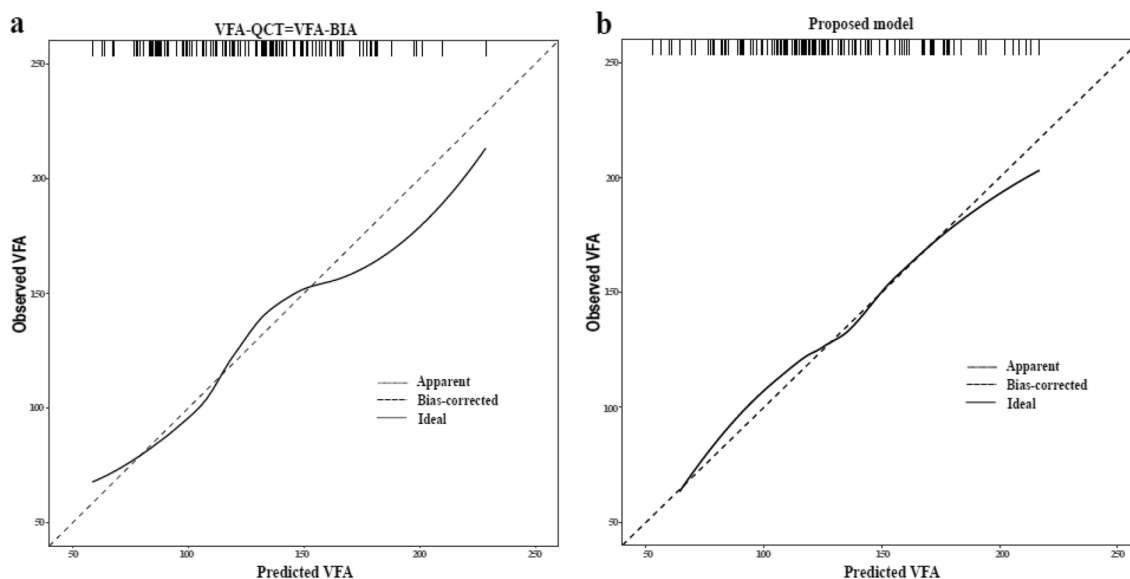 a
VFA-QCT=VFA-BIA
250
200
150
100
50
Observed VFA
Apparent
Bias-corrected
Ideal
50
100
150
200
250
Predicted VFA
b
Proposed model
250
200
150
100
50
Observed VFA
Apparent
Bias-corrected
Ideal
50
100
150
200
250
Predicted VFA